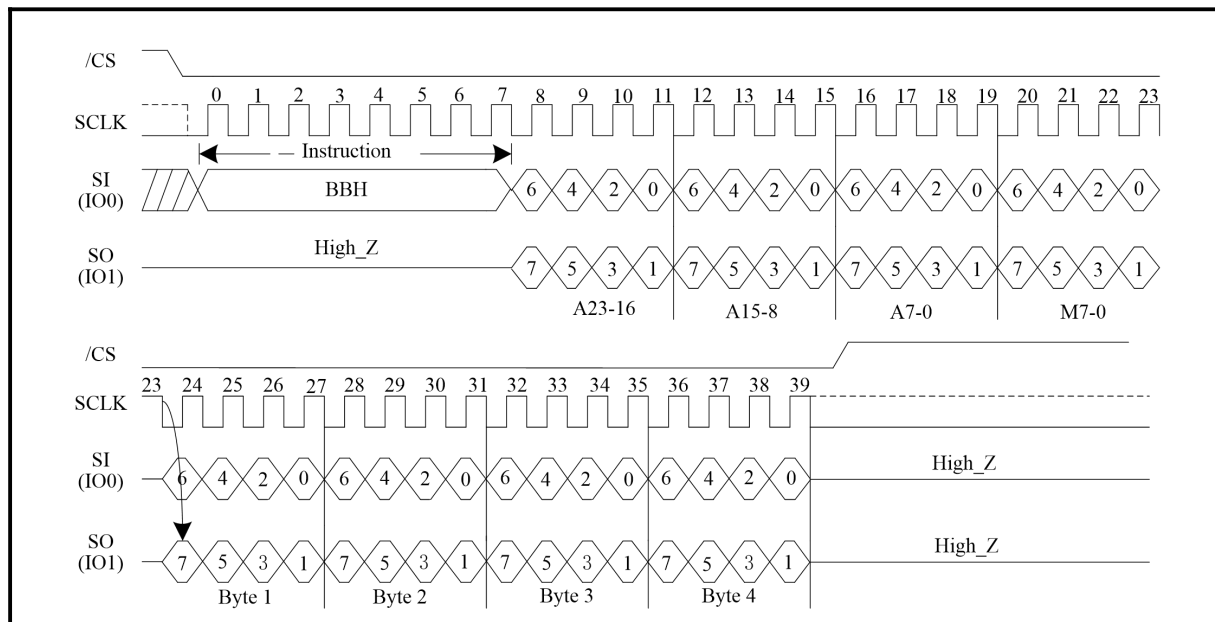 /CS
0 1 2 3 4 5 6 7 8 9 10 11 12 13 14 15 16 17 18 19 20 21 22 23
SCLK
Instruction
SI
(IO0)
BBH
6 4 2 0 6 4 2 0 6 4 2 0 6 4 2 0
SO
(IO1)
High_Z
7 5 3 1 7 5 3 1 7 5 3 1 7 5 3 1
A23-16 A15-8 A7-0 M7-0
/CS
23 24 25 26 27 28 29 30 31 32 33 34 35 36 37 38 39
SCLK
SI
(IO0)
6 4 2 0 6 4 2 0 6 4 2 0 6 4 2 0
High_Z
SO
(IO1)
7 5 3 1 7 5 3 1 7 5 3 1 7 5 3 1
High_Z
Byte 1 Byte 2 Byte 3 Byte 4